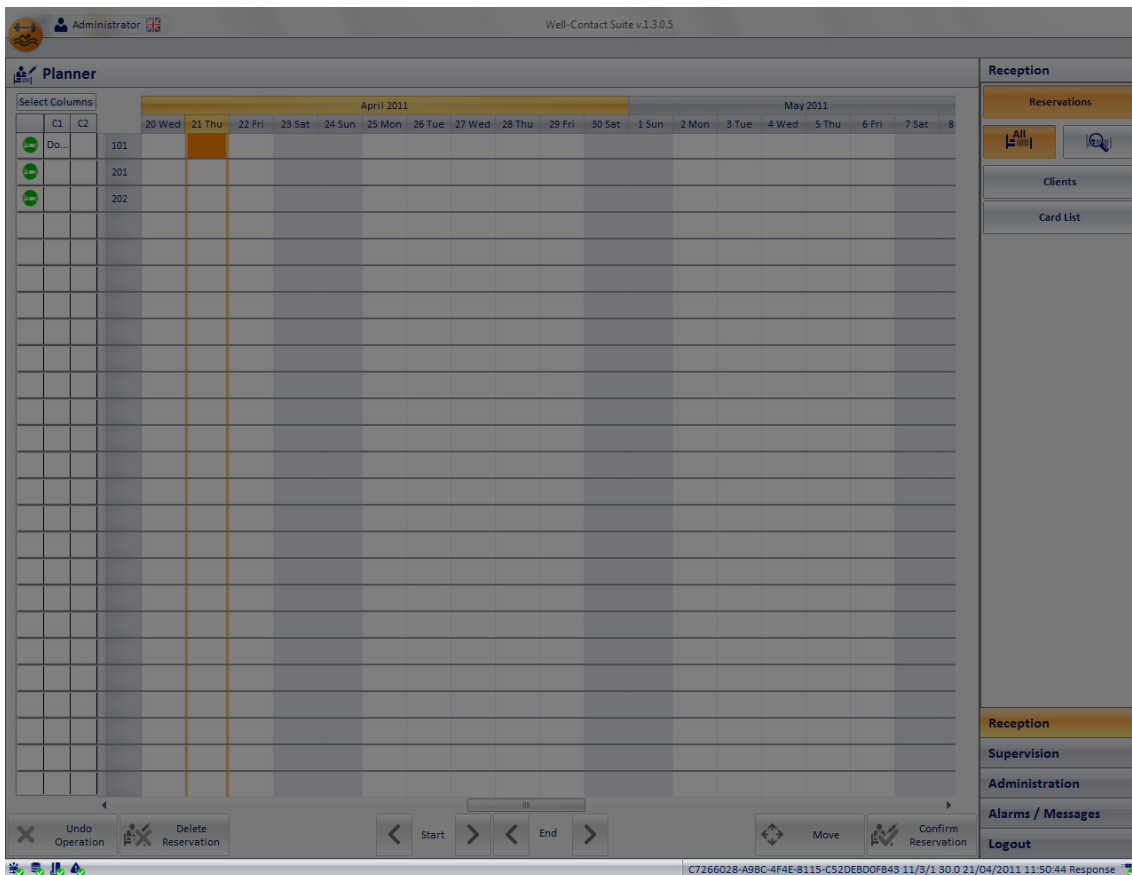 Administrator
Well-Contact Suite v.1.3.0.5
Planner
Reception
Select Columns
April 2011
May 2011
Reservations
C1 C2
20 Wed 21 Thu 22 Fri 23 Sat 24 Sun 25 Mon 26 Tue 27 Wed 28 Thu 29 Fri 30 Sat 1 Sun 2 Mon 3 Tue 4 Wed 5 Thu 6 Fri 7 Sat 8
All
Do... 101
201
202
Clients
Card List
Reception
Supervision
Administration
Alarms / Messages
Logout
Undo
Operation
Delete
Reservation
Start
End
Move
Confirm
Reservation
C7266028-A9BC-4F4E-8115-C52DEBD0FB43 11/3/1 30.0 21/04/2011 11:50:44 Response